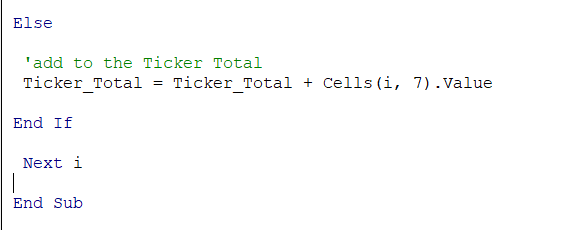 Else
'add to the Ticker Total
Ticker_Total = Ticker_Total + Cells(i, 7).Value
End If
Next i
End Sub